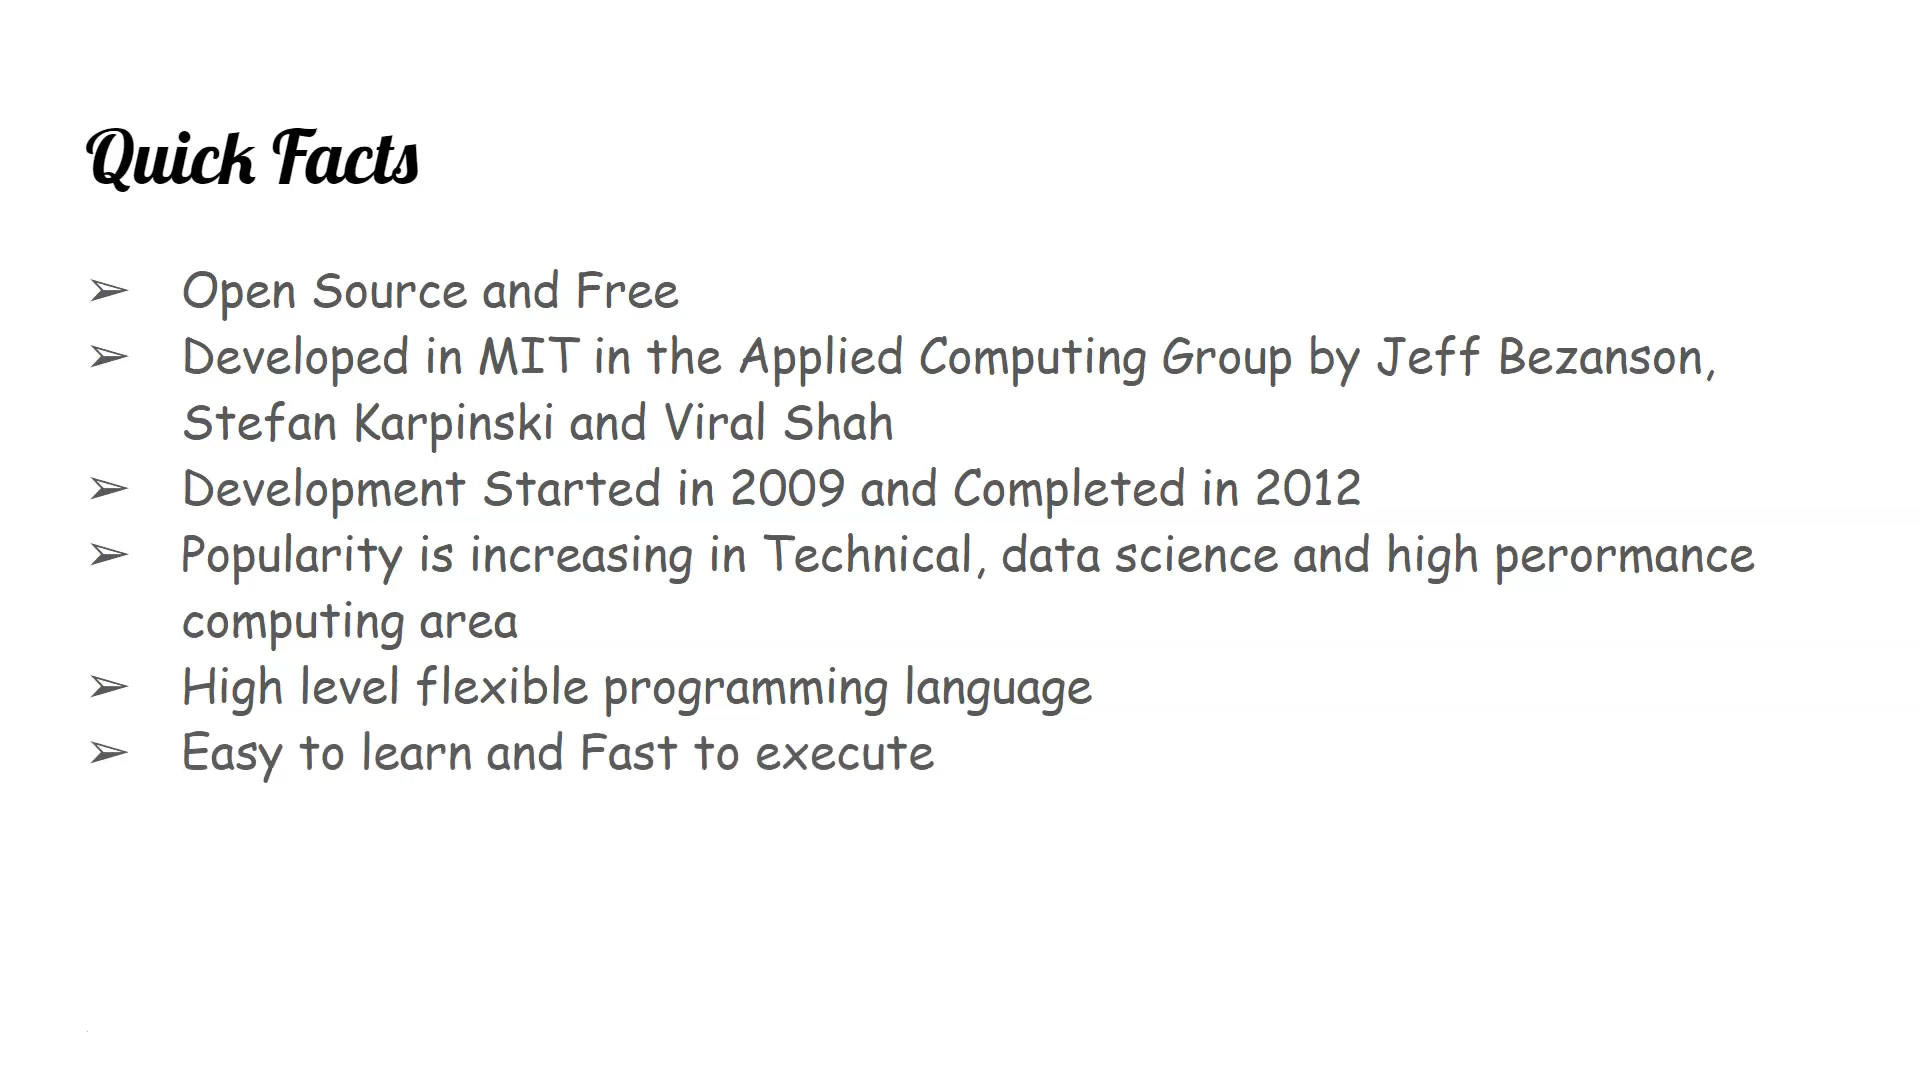 Quick Facts
➢ Open Source and Free
➢ Developed in MIT in the Applied Computing Group by Jeff Bezanson,
Stefan Karpinski and Viral Shah
➢ Development Started in 2009 and Completed in 2012
➢ Popularity is increasing in Technical, data science and high perormance
computing area
➢ High level flexible programming language
➢ Easy to learn and Fast to execute